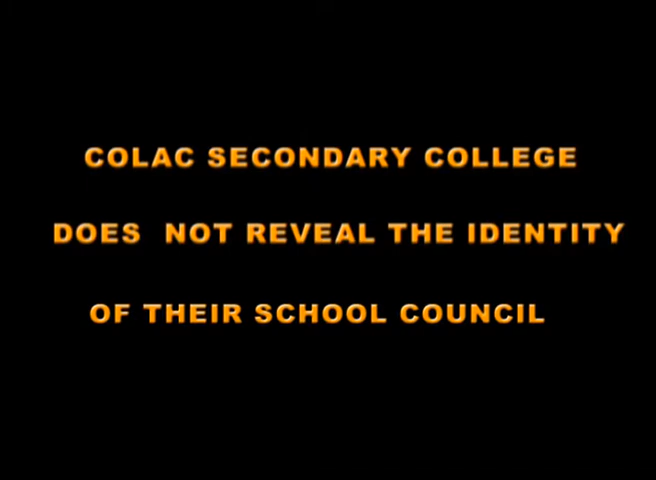 COLAC SECONDARY COLLEGE
DOES NOT REVEAL THE IDENTITY
OF THEIR SCHOOL COUNCIL